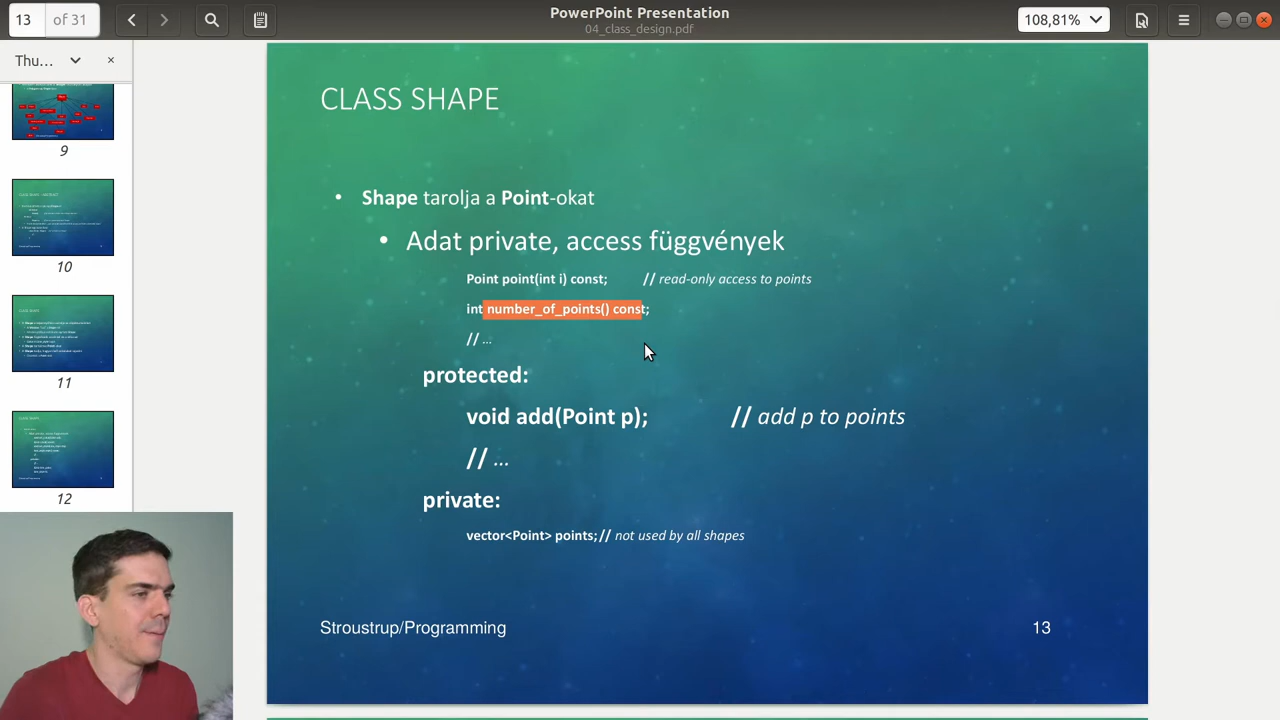 13 of 31
PowerPoint Presentation
04_class_design.pdf
108,81%
Thu...
9
10
11
12
CLASS SHAPE
• Shape tarolja a Point-okat
• Adat private, access függvények
Point point(int i) const; // read-only access to points
int number_of_points() const;
// ...
protected:
void add(Point p); // add p to points
// ...
private:
vector<Point> points; // not used by all shapes
Stroustrup/Programming
13